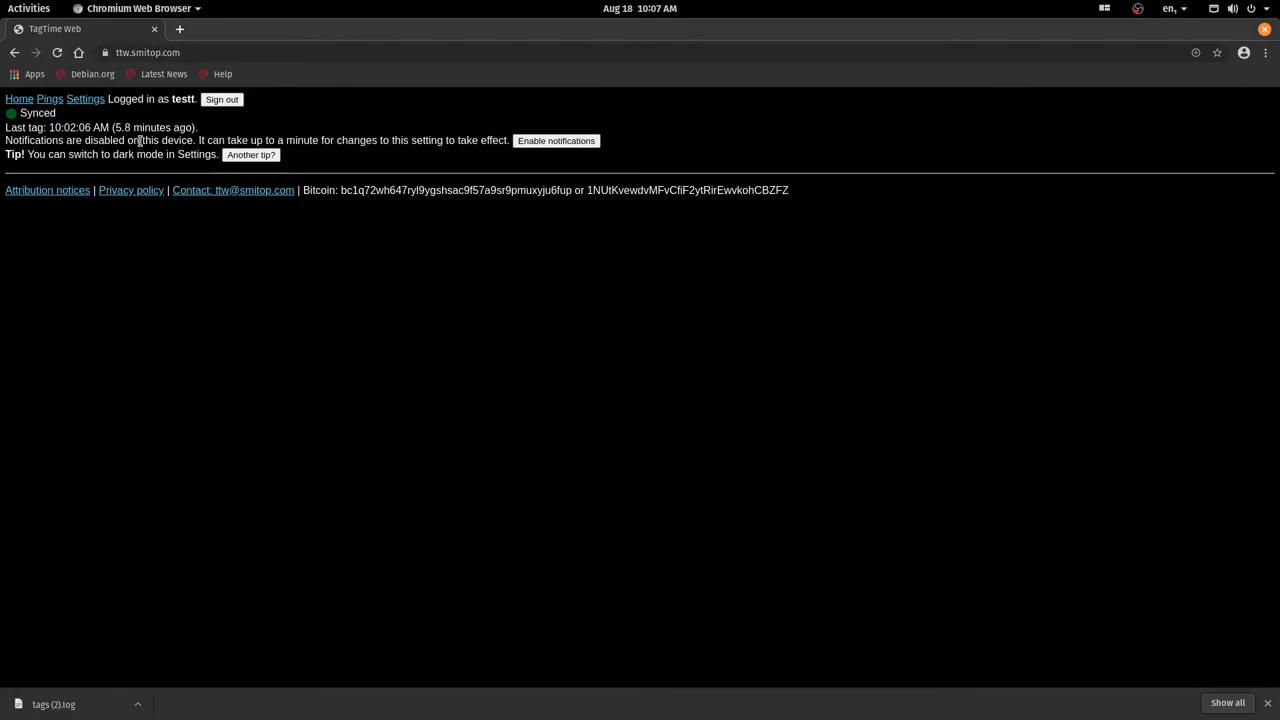 Activities Chromium Web Browser Aug 18 10:07 AM en,
TagTime Web
ttw.smitop.com
Apps Debian.org Latest News Help
Home Pings Settings Logged in as testt. Sign out
Synced
Last tag: 10:02:06 AM (5.8 minutes ago).
Notifications are disabled on this device. It can take up to a minute for changes to this setting to take effect. Enable notifications
Tip! You can switch to dark mode in Settings. Another tip?
Attribution notices | Privacy policy | Contact: ttw@smitop.com | Bitcoin: bc1q72wh647ryl9ygshsac9f57a9sr9pmuxyju6fup or 1NUtKvewdvMFvCfiF2ytRirEwvkohCBZFZ
tags (2).log Show all